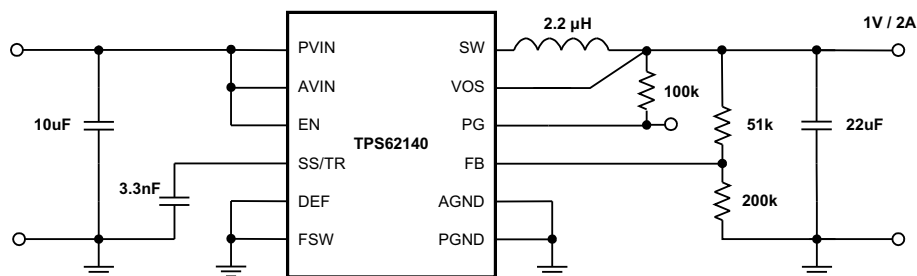 2.2 µH
1V / 2A
PVIN
SW
AVIN
VOS
100k
10uF
EN
PG
51k
22uF
TPS62140
SS/TR
FB
3.3nF
DEF
AGND
200k
FSW
PGND